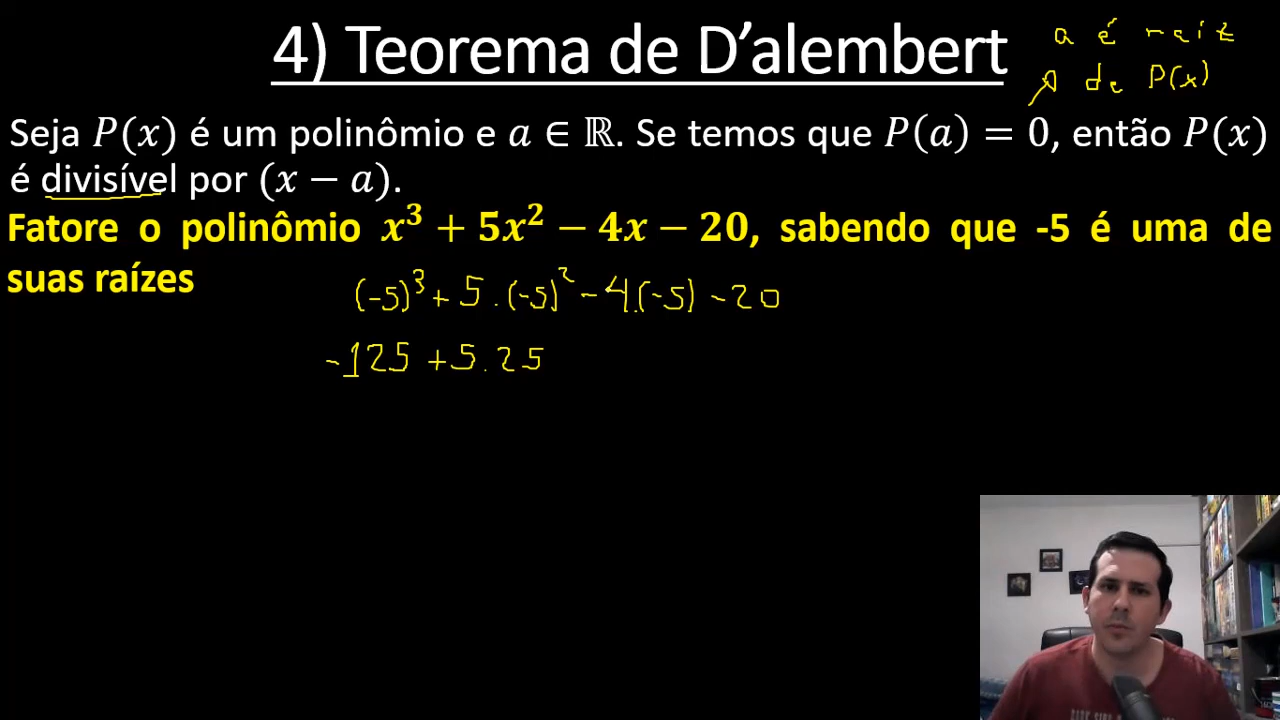 4) Teorema de D’alembert
a é raiz
de P(x)
Seja P(x) é um polinômio e a ∈ ℝ. Se temos que P(a) = 0, então P(x)
é divisível por (x − a).
Fatore o polinômio x³ + 5x² − 4x − 20, sabendo que -5 é uma de
suas raízes
(-5)³ + 5 . (-5)² - 4.(-5) - 20
-125 + 5.25